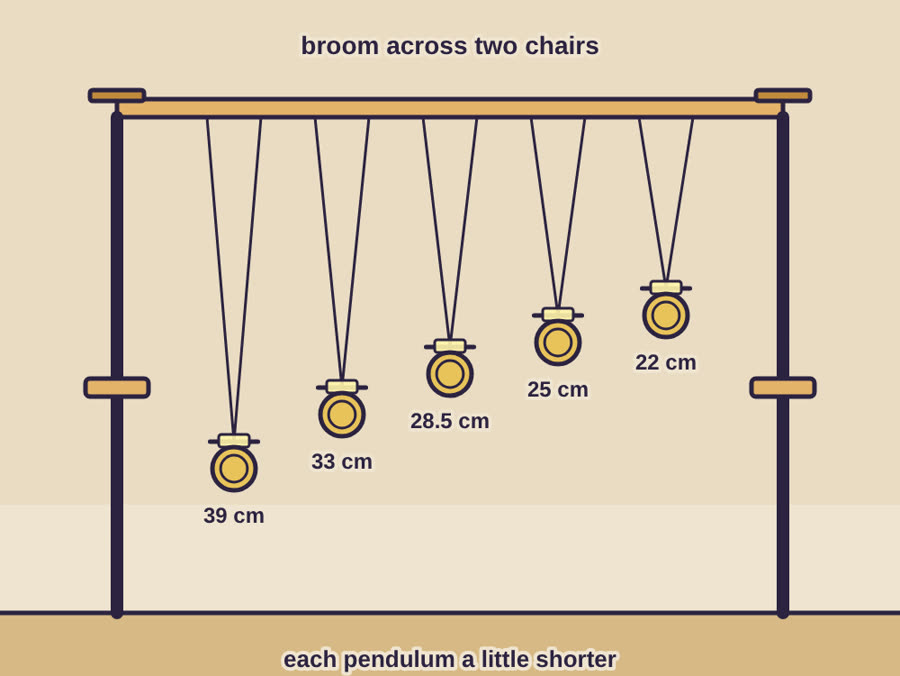 broom across two chairs
22 cm
25 cm
28.5 cm
33 cm
39 cm
each pendulum a little shorter